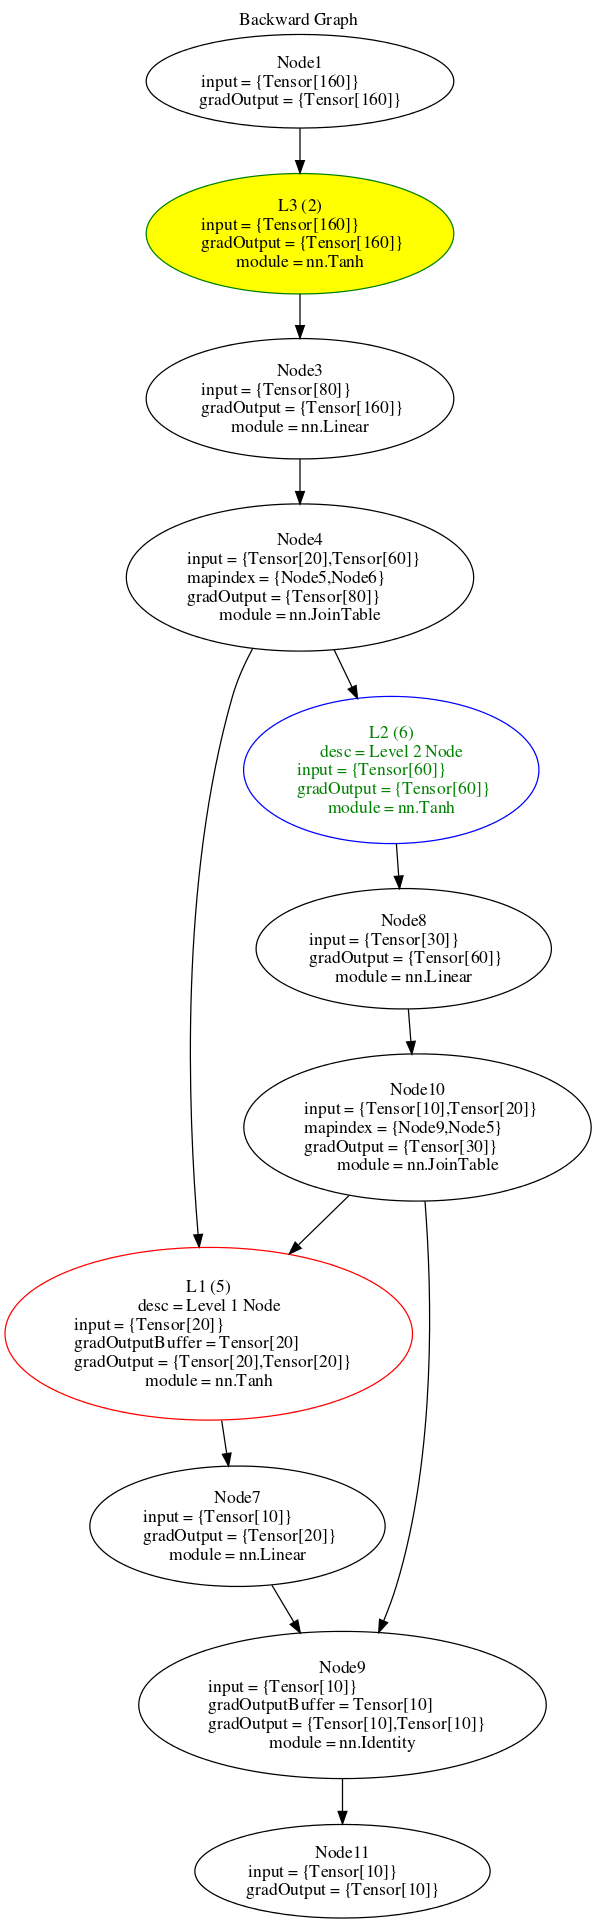 Backward Graph
Node1
input = {Tensor[160]}
gradOutput = {Tensor[160]}
L3 (2)
input = {Tensor[160]}
gradOutput = {Tensor[160]}
module = nn.Tanh
Node3
input = {Tensor[80]}
gradOutput = {Tensor[160]}
module = nn.Linear
Node4
input = {Tensor[20],Tensor[60]}
mapindex = {Node5,Node6}
gradOutput = {Tensor[80]}
module = nn.JoinTable
L2 (6)
desc = Level 2 Node
input = {Tensor[60]}
gradOutput = {Tensor[60]}
module = nn.Tanh
Node8
input = {Tensor[30]}
gradOutput = {Tensor[60]}
module = nn.Linear
Node10
input = {Tensor[10],Tensor[20]}
mapindex = {Node9,Node5}
gradOutput = {Tensor[30]}
module = nn.JoinTable
L1 (5)
desc = Level 1 Node
input = {Tensor[20]}
gradOutputBuffer = Tensor[20]
gradOutput = {Tensor[20],Tensor[20]}
module = nn.Tanh
Node7
input = {Tensor[10]}
gradOutput = {Tensor[20]}
module = nn.Linear
Node9
input = {Tensor[10]}
gradOutputBuffer = Tensor[10]
gradOutput = {Tensor[10],Tensor[10]}
module = nn.Identity
Node11
input = {Tensor[10]}
gradOutput = {Tensor[10]}